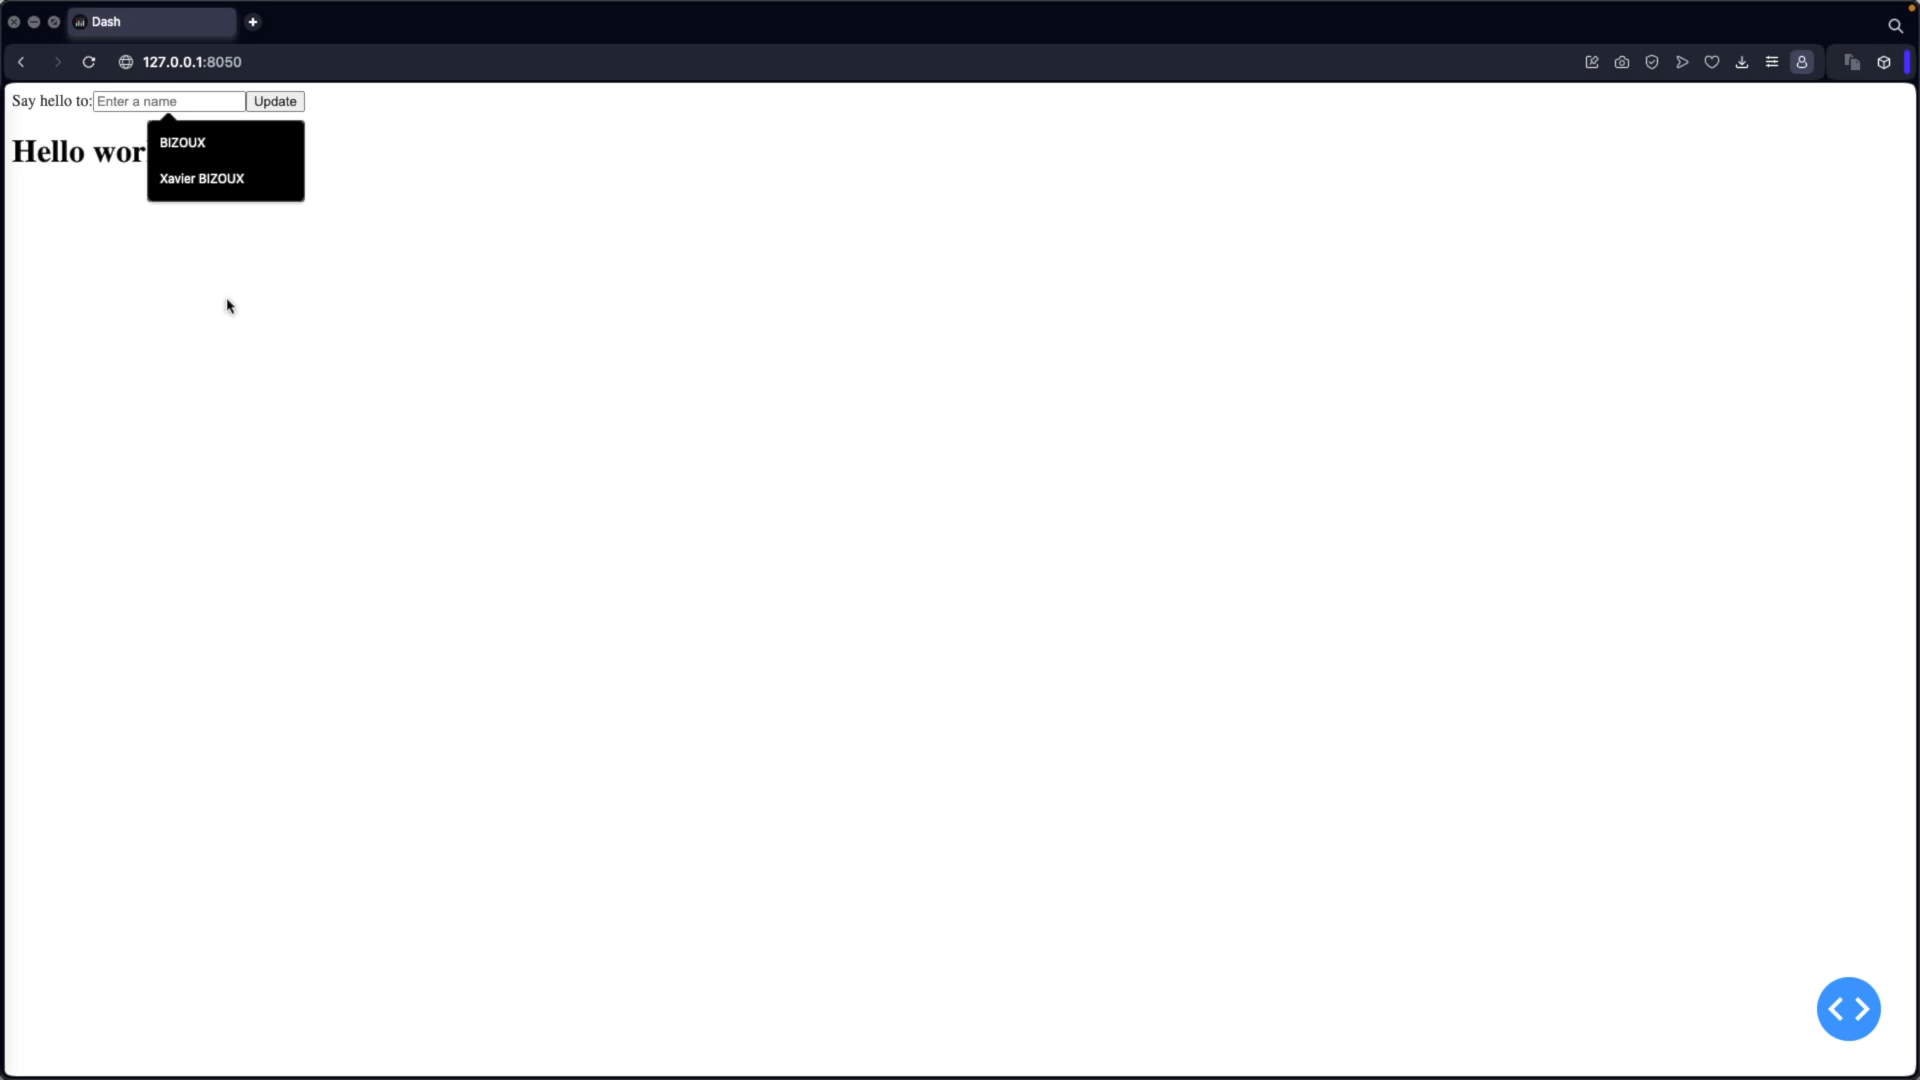 Dash
127.0.0.1:8050
Say hello to: Enter a name Update
Hello wor
BIZOUX
Xavier BIZOUX